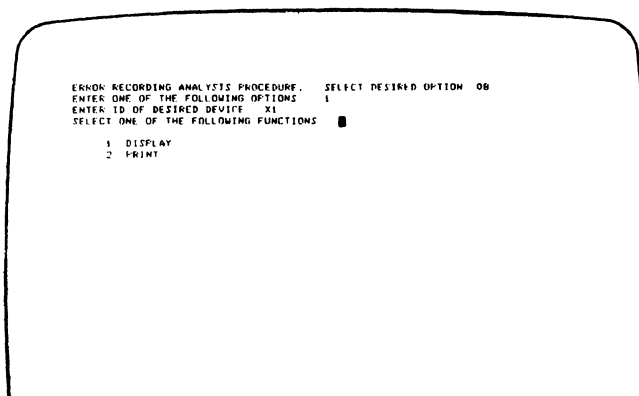 ERROR RECORDING ANALYSIS PROCEDURE. SELECT DESIRED OPTION 0B
ENTER ONE OF THE FOLLOWING OPTIONS 1
ENTER ID OF DESIRED DEVICE X1
SELECT ONE OF THE FOLLOWING FUNCTIONS
1 DISPLAY
2 PRINT